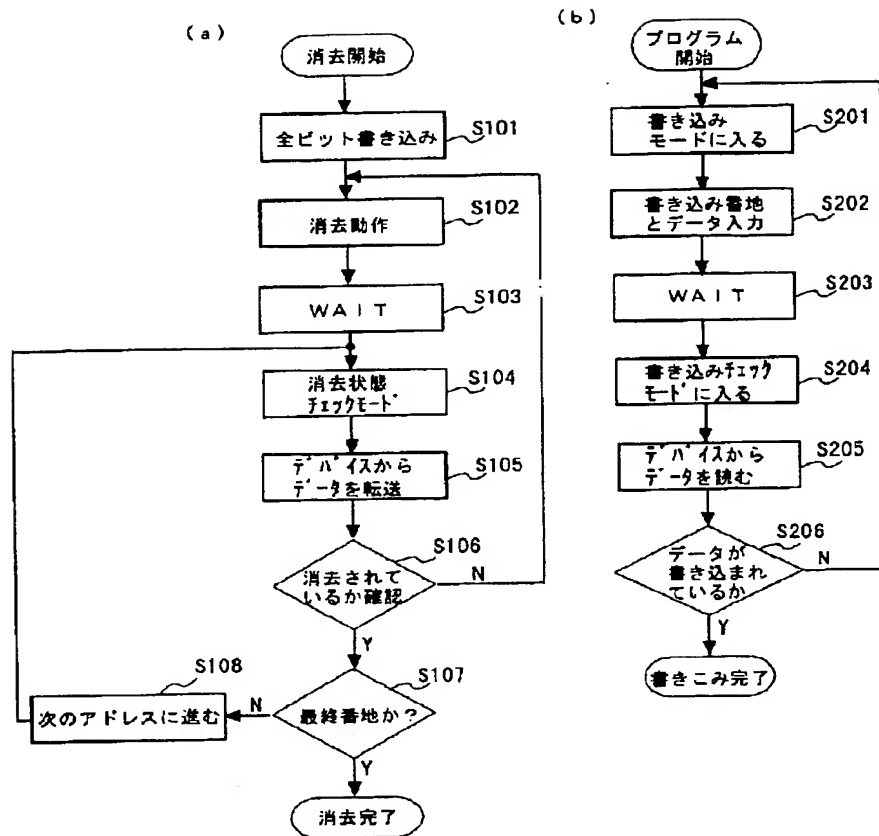 (a)
消去開始
全ビット書き込み
S101
消去動作
S102
WAIT
S103
消去状態
チェックモード
S104
デバイスから
データを転送
S105
消去されて
いるか確認
S106
N
Y
最終番地か?
S107
N
次のアドレスに進む
S108
Y
消去完了
(b)
プログラム
開始
書き込み
モードに入る
S201
書き込み番地
とデータ入力
S202
WAIT
S203
書き込みチェック
モードに入る
S204
デバイスから
データを読む
S205
データが
書き込まれ
ているか
S206
N
Y
書きこみ完了